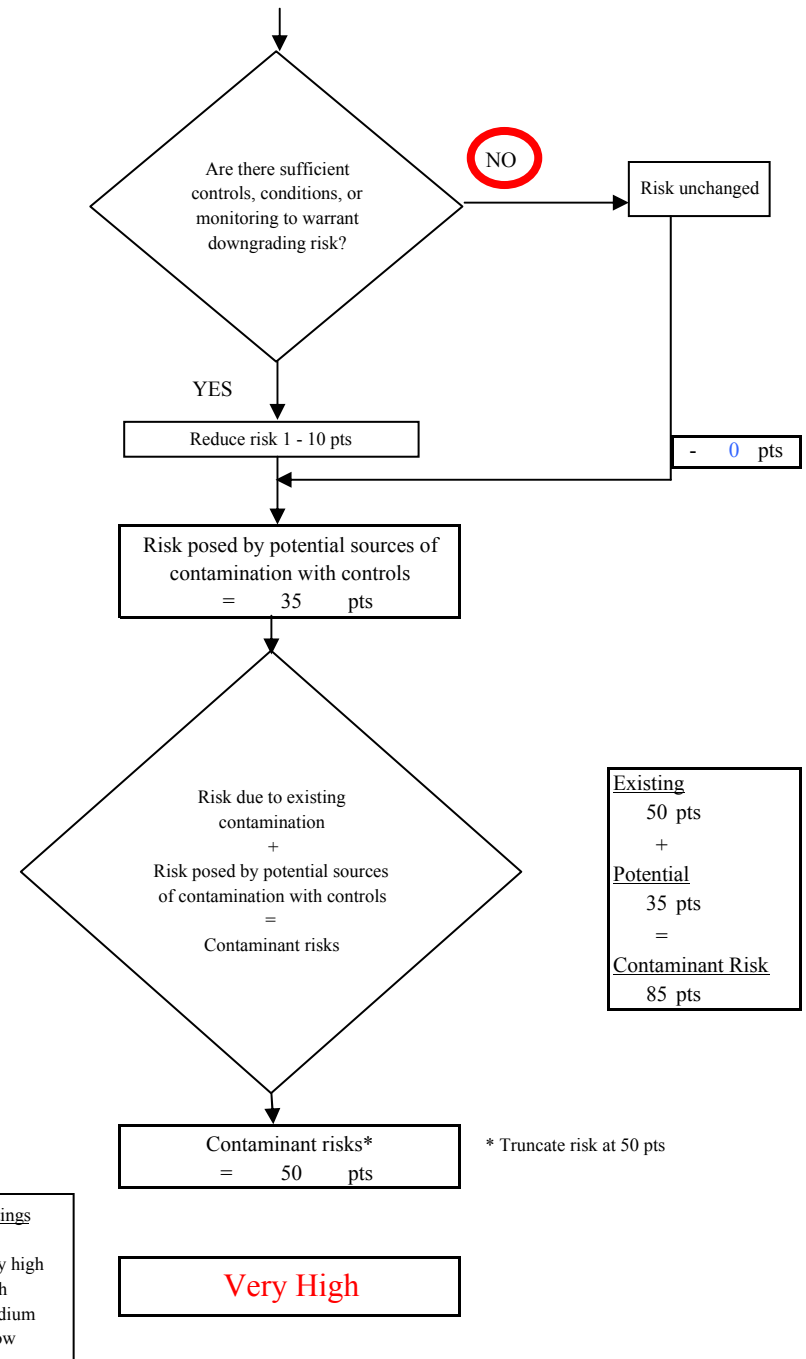 NO
Are there sufficient
controls, conditions, or
monitoring to warrant
downgrading risk?
Risk unchanged
YES
Reduce risk 1 - 10 pts
- 0 pts
Risk posed by potential sources of
contamination with controls
= 35 pts
Risk due to existing
contamination
+
Risk posed by potential sources
of contamination with controls
=
Contaminant risks
Existing
50 pts
+
Potential
35 pts
=
Contaminant Risk
85 pts
Contaminant risks*
= 50 pts
* Truncate risk at 50 pts
high
Very High